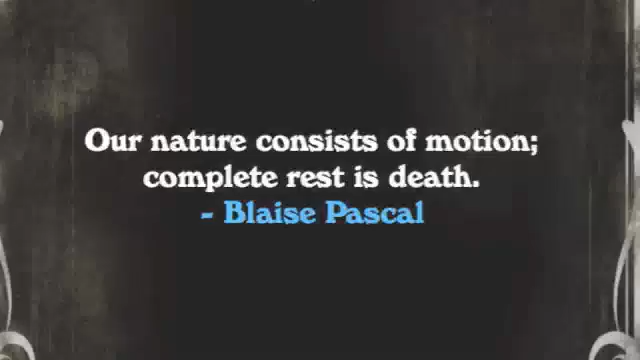 Our nature consists of motion;
complete rest is death.
- Blaise Pascal